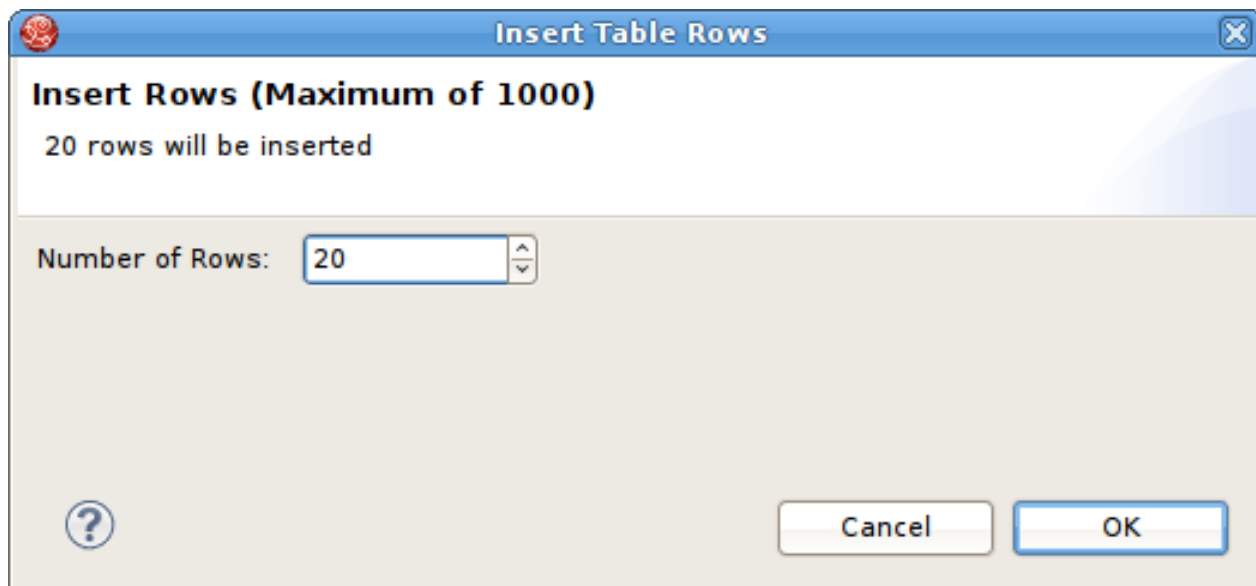 Insert Table Rows
Insert Rows (Maximum of 1000)
20 rows will be inserted
Number of Rows: 20
?
Cancel OK